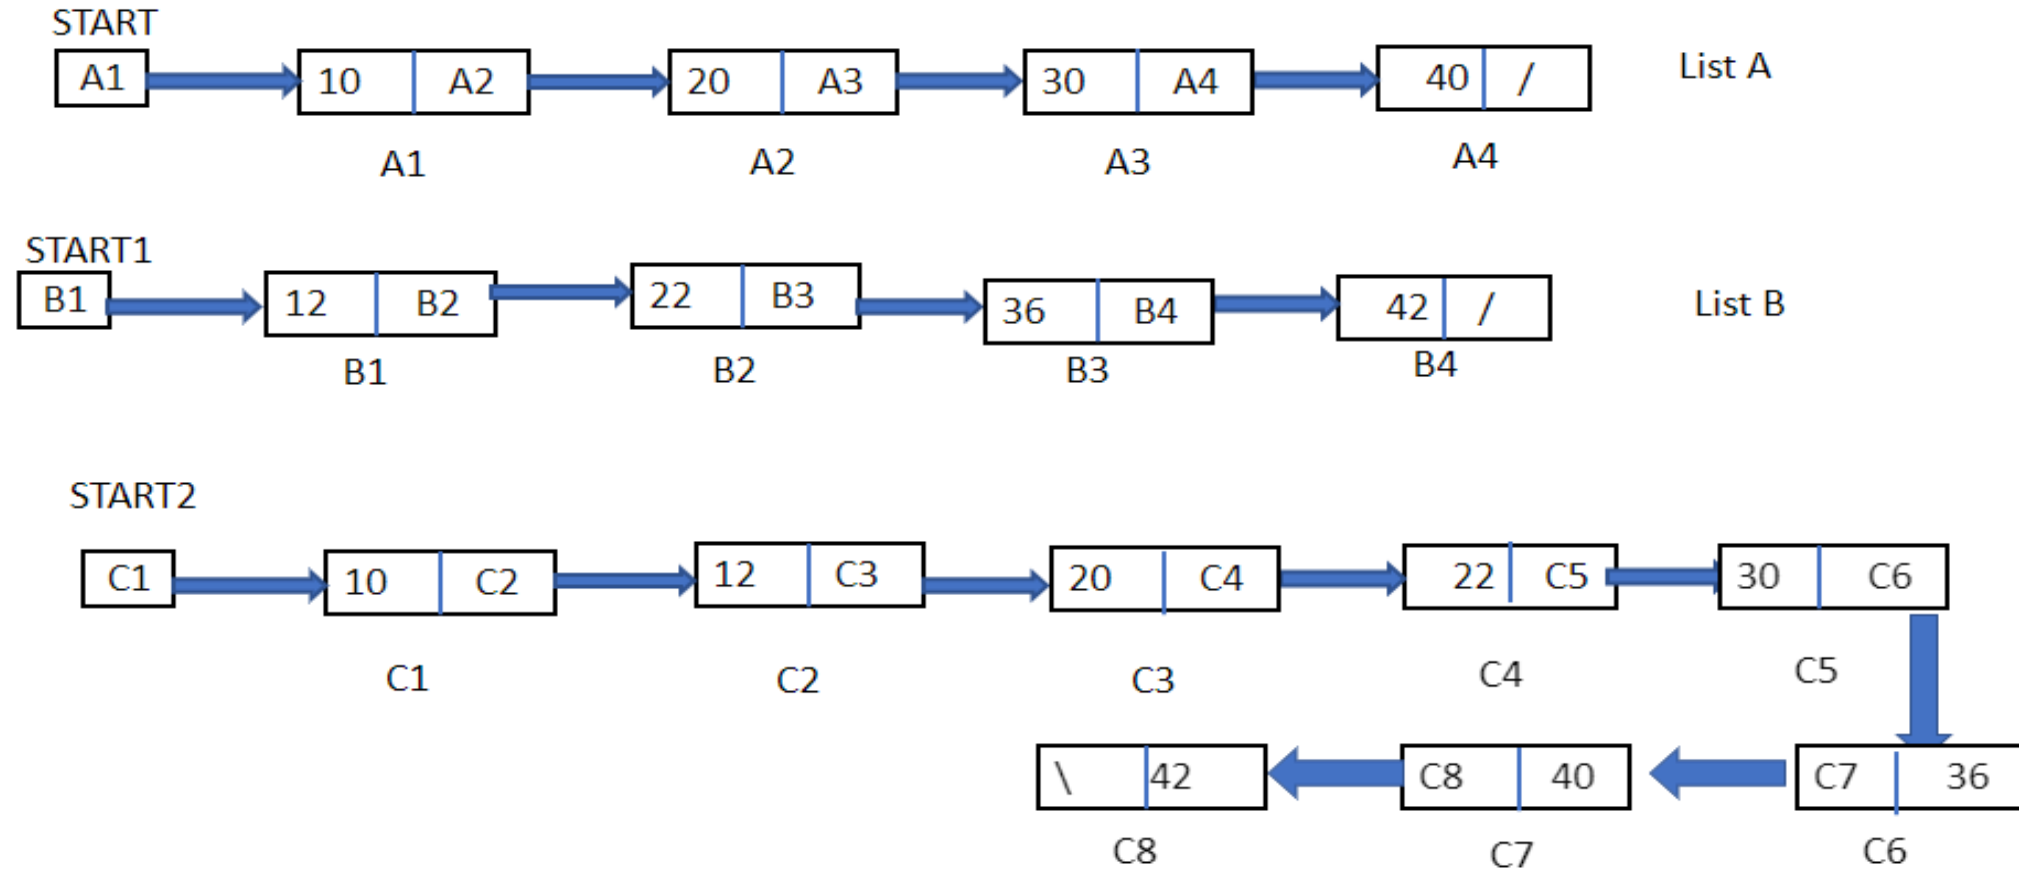 START
A1 10 A2 20 A3 30 A4 40 / List A
A1 A2 A3 A4
START1
B1 12 B2 22 B3 36 B4 42 / List B
B1 B2 B3 B4
START2
C1 10 C2 12 C3 20 C4 22 C5 30 C6
C1 C2 C3 C4 C5
\ 42 C8 40 C7 36
C8 C7 C6